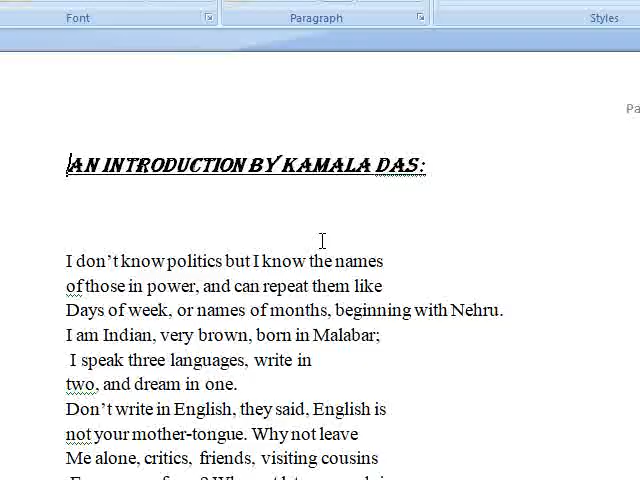 Font Paragraph Styles
Pa
AN INTRODUCTION BY KAMALA DAS:
I don't know politics but I know the names
of those in power, and can repeat them like
Days of week, or names of months, beginning with Nehru.
I am Indian, very brown, born in Malabar;
I speak three languages, write in
two, and dream in one.
Don't write in English, they said, English is
not your mother-tongue. Why not leave
Me alone, critics, friends, visiting cousins